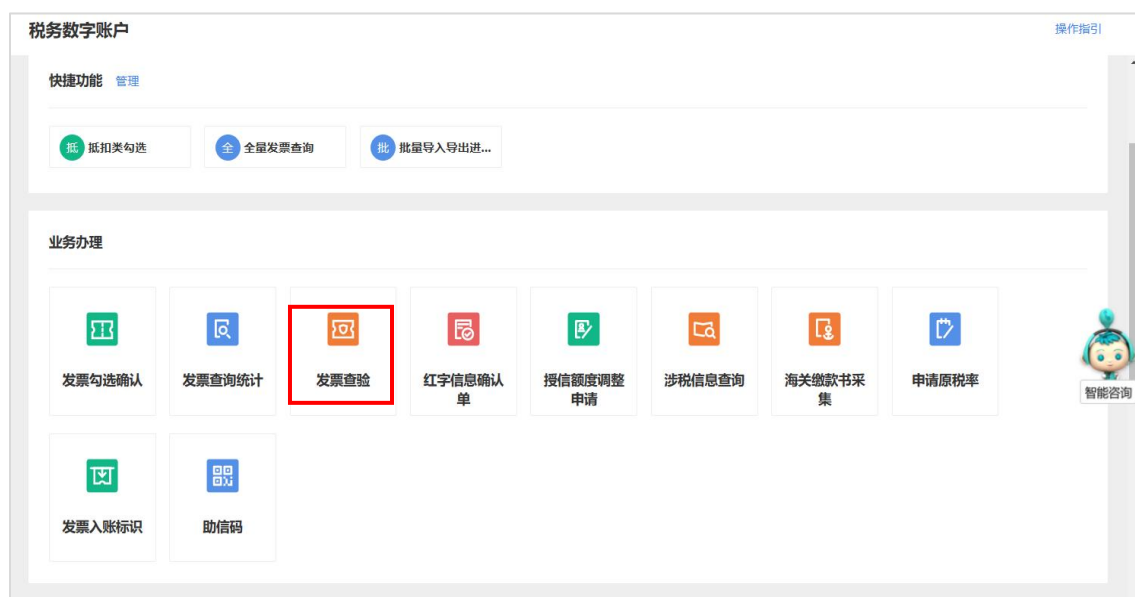 税务数字账户
操作指引
快捷功能 管理
抵 抵扣类勾选
全 全量发票查询
批 批量导入导出进...
业务办理
发票勾选确认
发票查询统计
发票查验
红字信息确认
单
授信额度调整
申请
涉税信息查询
海关缴款书采
集
申请原税率
智能咨询
发票入账标识
助信码